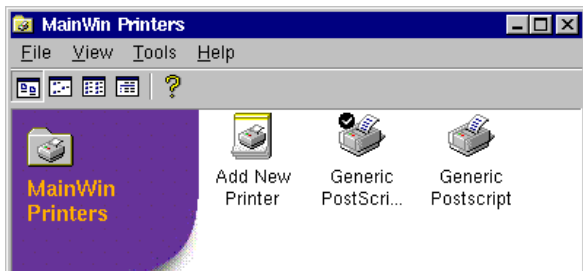 MainWin Printers
File View Tools Help
MainWin
Printers
Add New
Printer
Generic
PostScri...
Generic
Postscript